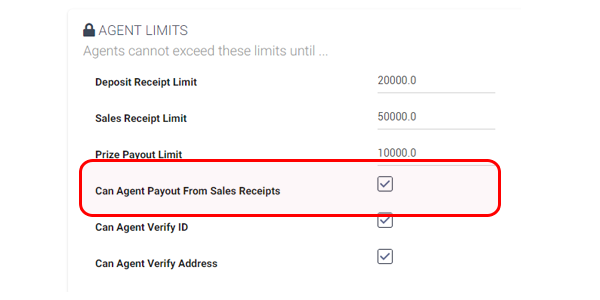 AGENT LIMITS
Agents cannot exceed these limits until ...
Deposit Receipt Limit 20000.0
Sales Receipt Limit 50000.0
Prize Payout Limit 10000.0
Can Agent Payout From Sales Receipts
Can Agent Verify ID
Can Agent Verify Address